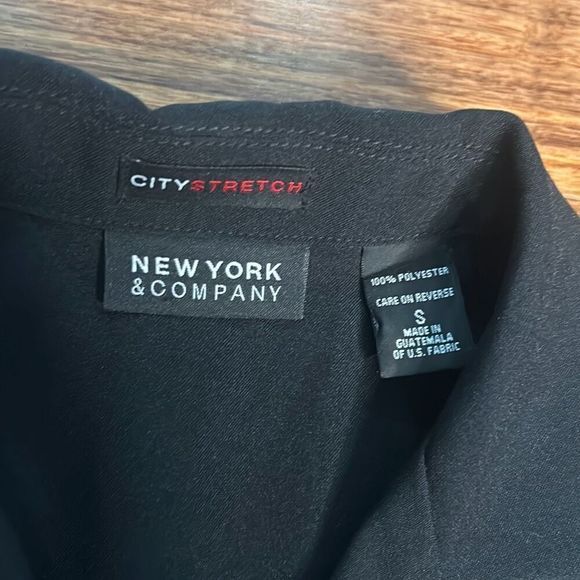 CITYSTRETCH
NEW YORK
& COMPANY
100% POLYESTER
CARE ON REVERSE
S
MADE IN
GUATEMALA
OF U.S. FABRIC